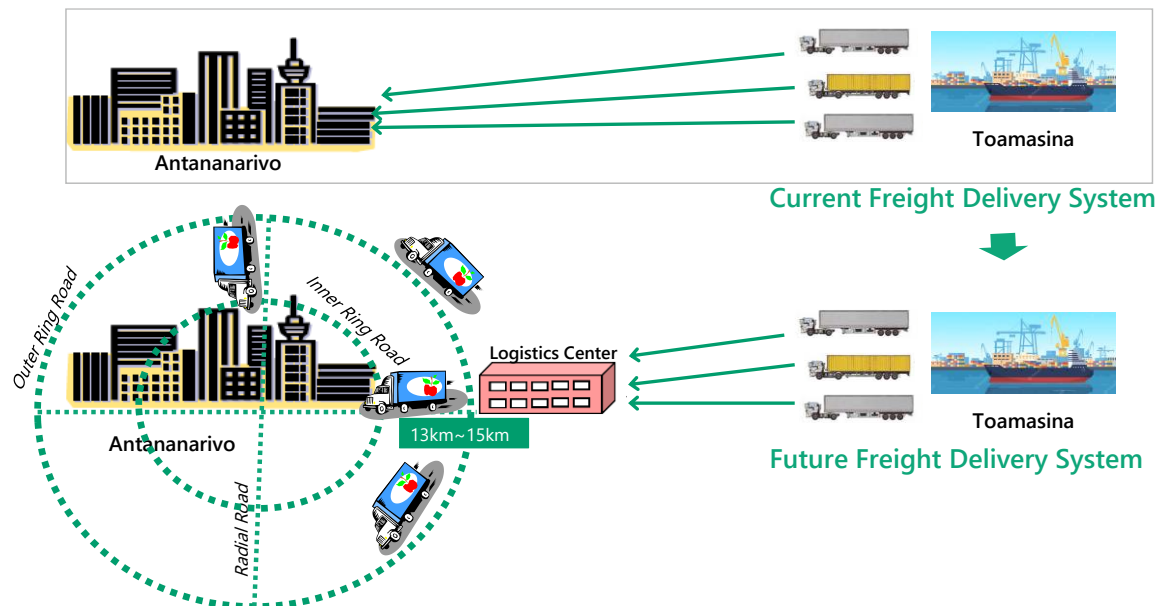 Antananarivo
Toamasina
Current Freight Delivery System
Outer Ring Road
Inner Ring Road
Logistics Center
Antananarivo
13km~15km
Radial Road
Toamasina
Future Freight Delivery System